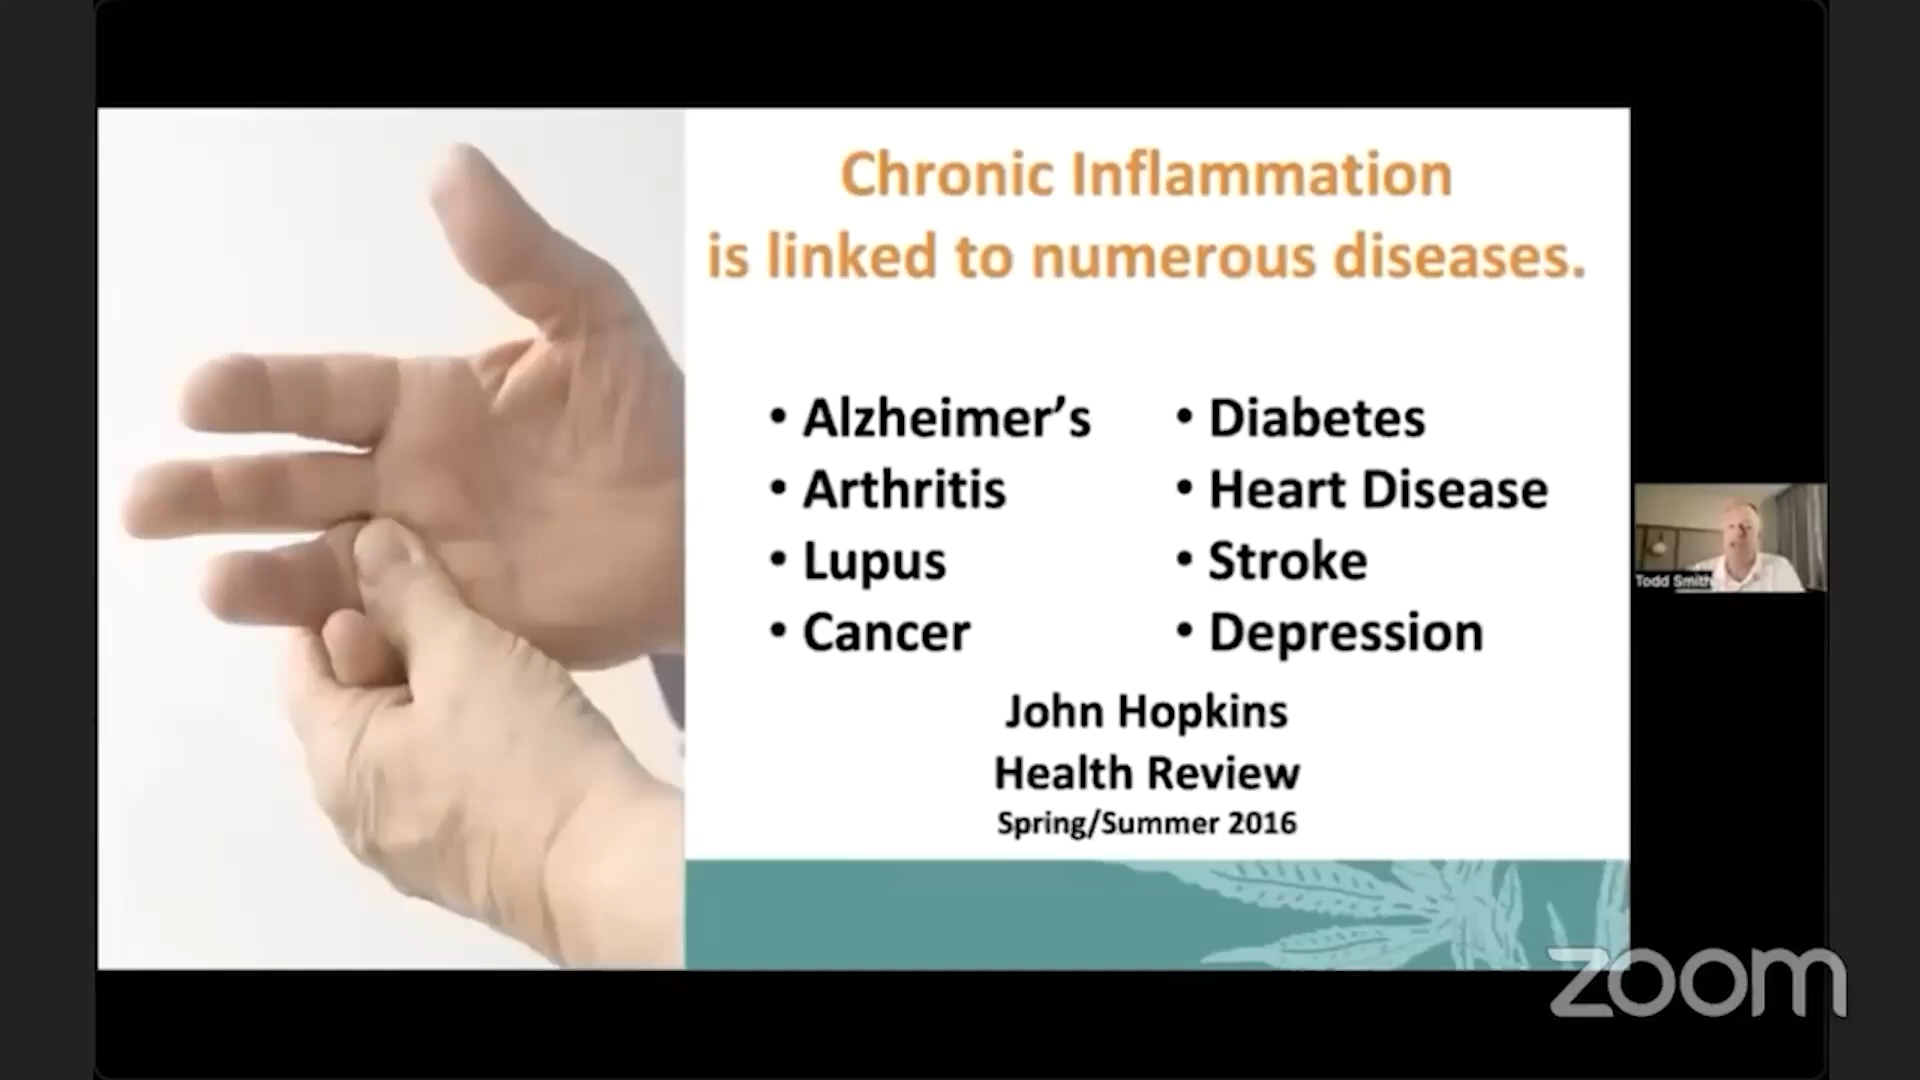 Chronic Inflammation
is linked to numerous diseases.
• Alzheimer's
• Arthritis
• Lupus
• Cancer
• Diabetes
• Heart Disease
• Stroke
• Depression
John Hopkins
Health Review
Spring/Summer 2016
Todd Smith
zoom